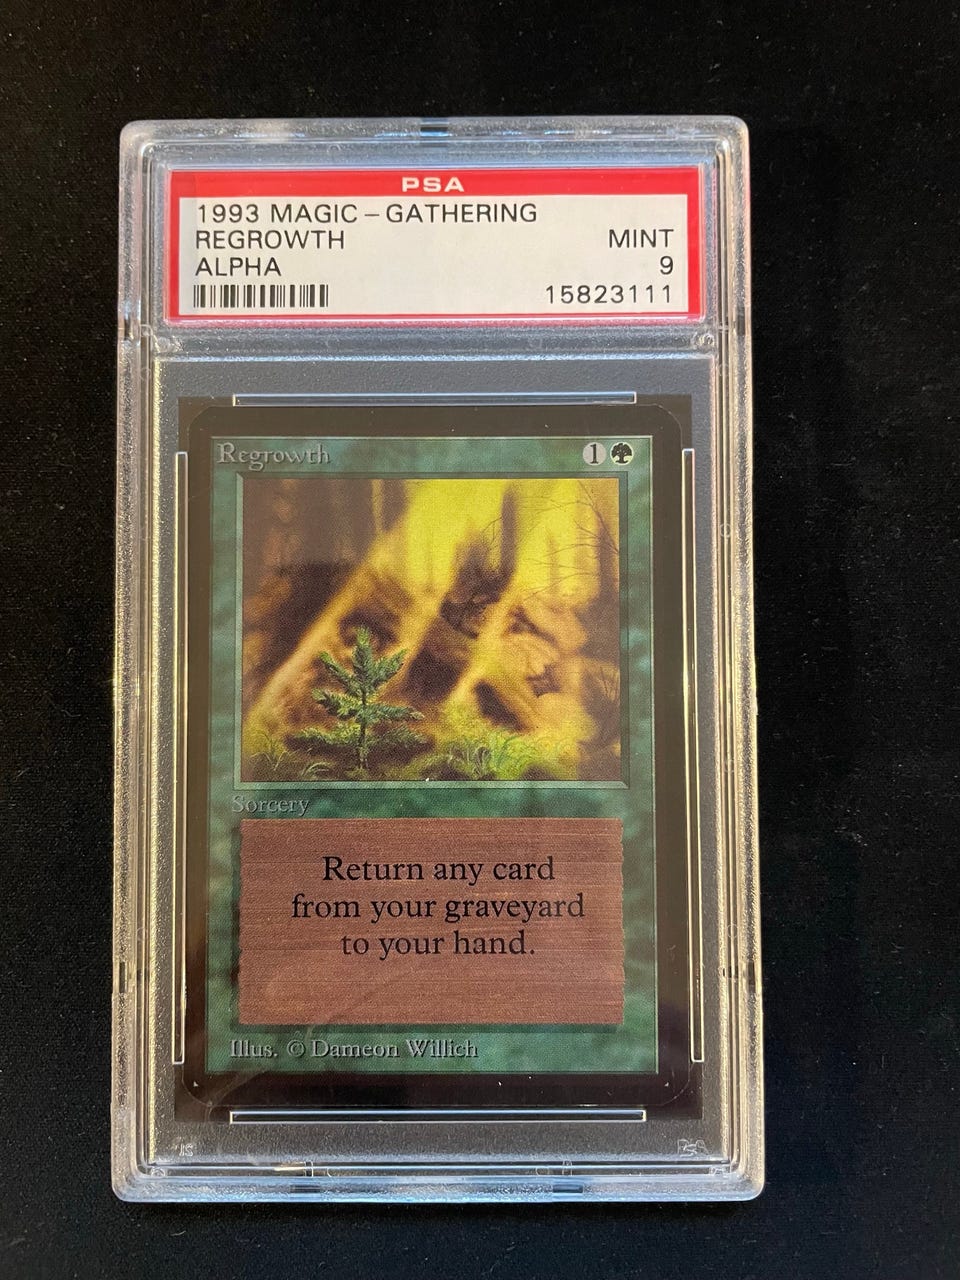 PSA
1993 MAGIC - GATHERING
REGROWTH MINT
ALPHA 9
15823111
Regrowth 1
Sorcery
Return any card
from your graveyard
to your hand.
Illus. © Dameon Willich
PSA